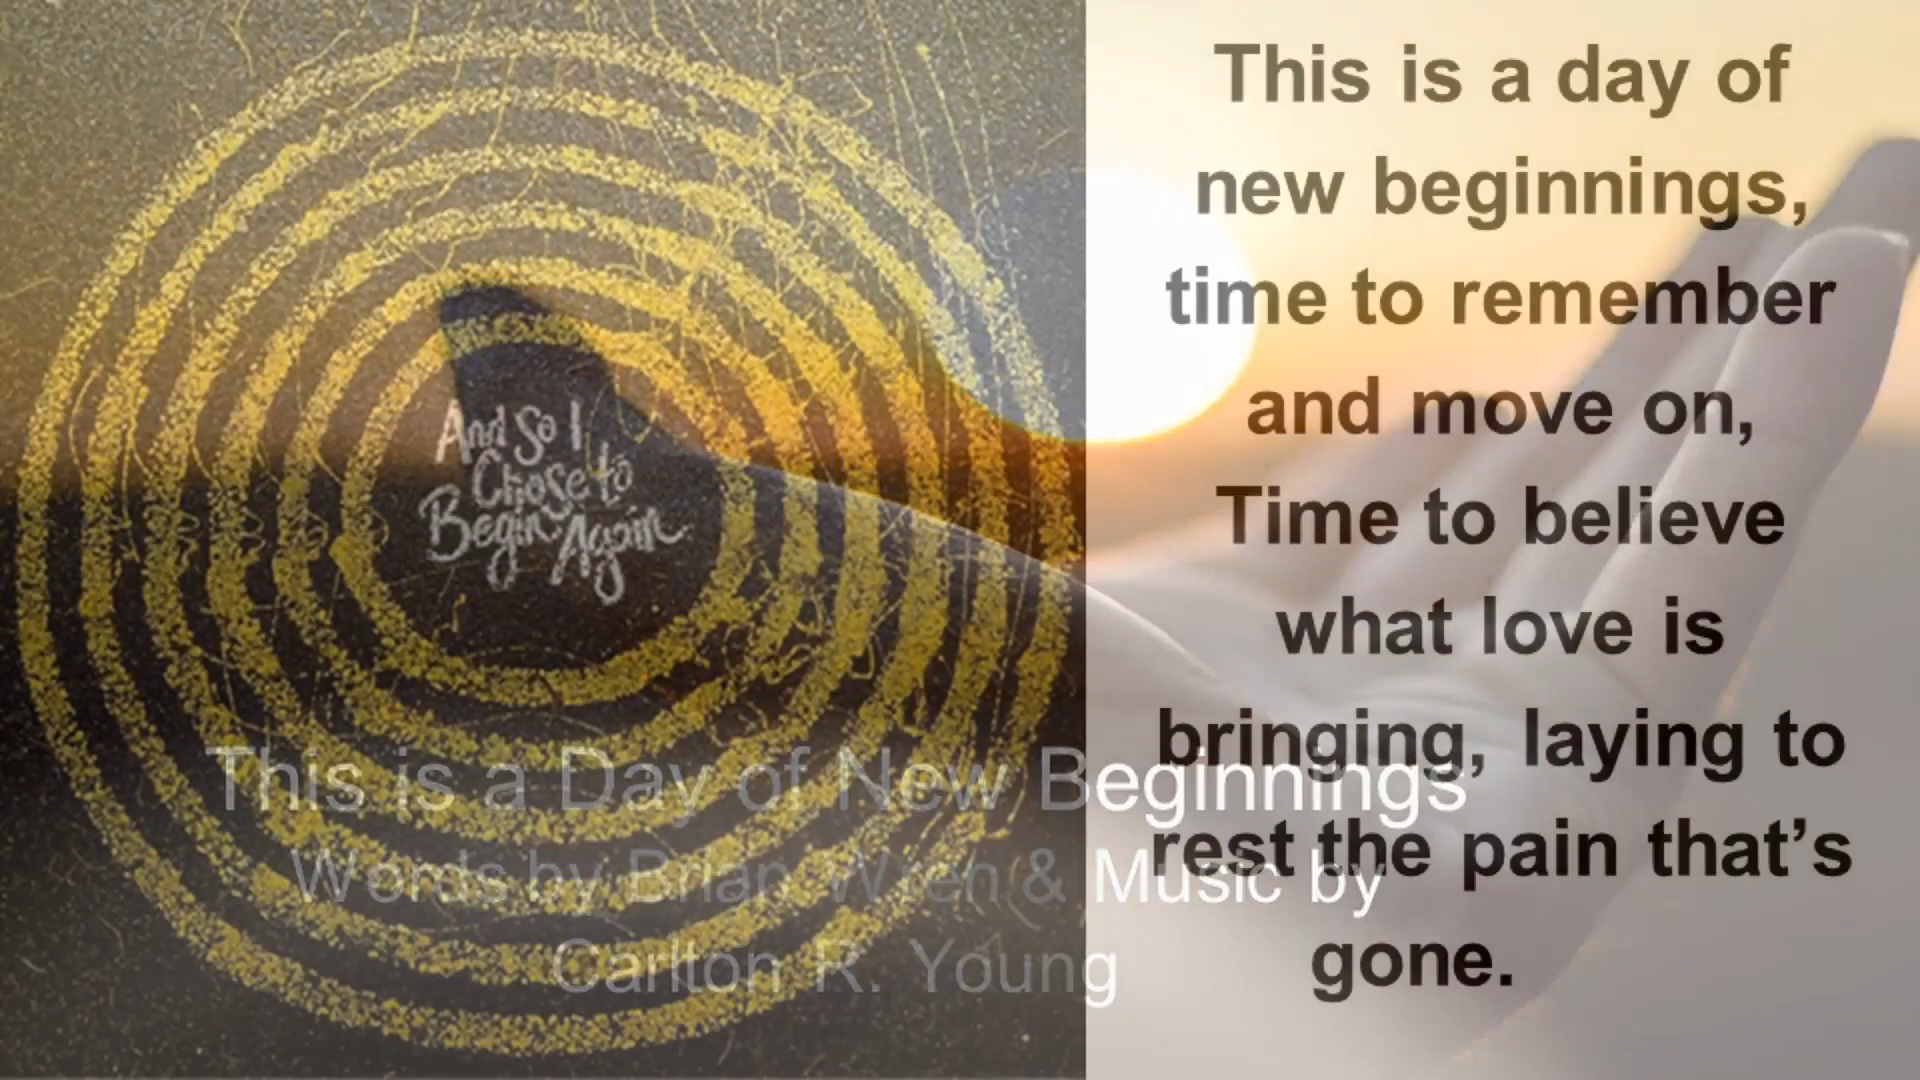 And So I
Chose to
Begin Again
This is a Day of New Beginnings
Words by Brian Wren & Music by
Carlton R. Young
This is a day of
new beginnings,
time to remember
and move on,
Time to believe
what love is
bringing, laying to
rest the pain that’s
gone.